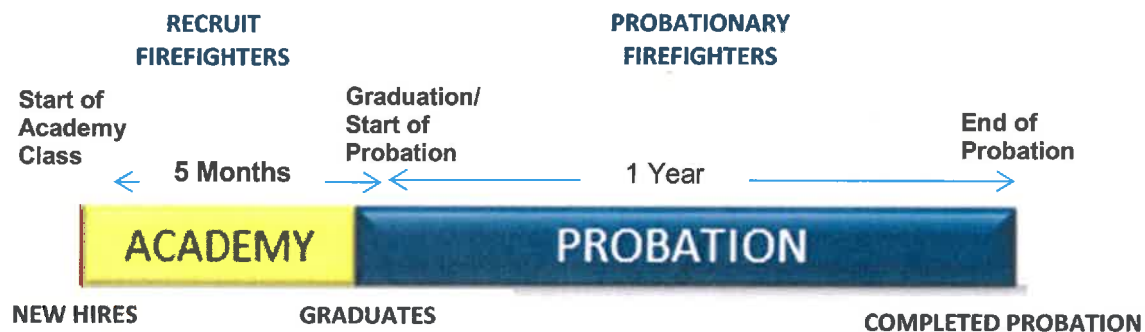 RECRUIT
FIREFIGHTERS
PROBATIONARY
FIREFIGHTERS
Start of
Academy
Class
Graduation/
Start of
Probation
End of
Probation
5 Months
1 Year
ACADEMY
PROBATION
NEW HIRES
GRADUATES
COMPLETED PROBATION